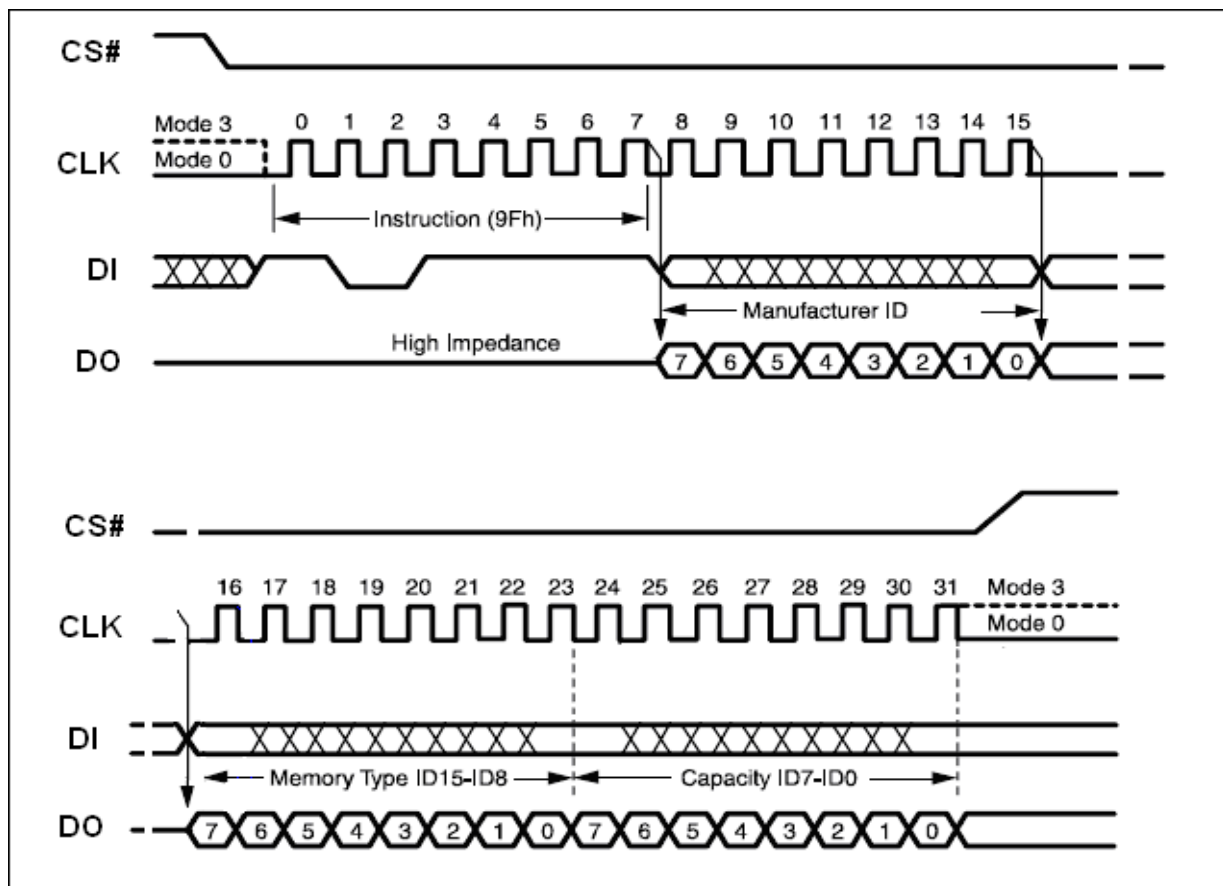 CS#
Mode 3
0 1 2 3 4 5 6 7 8 9 10 11 12 13 14 15
CLK
Mode 0
Instruction (9Fh)
DI
Manufacturer ID
High Impedance
DO
7 6 5 4 3 2 1 0
CS#
16 17 18 19 20 21 22 23 24 25 26 27 28 29 30 31
Mode 3
CLK
Mode 0
DI
Memory Type ID15-ID8
Capacity ID7-ID0
DO
7 6 5 4 3 2 1 0 7 6 5 4 3 2 1 0